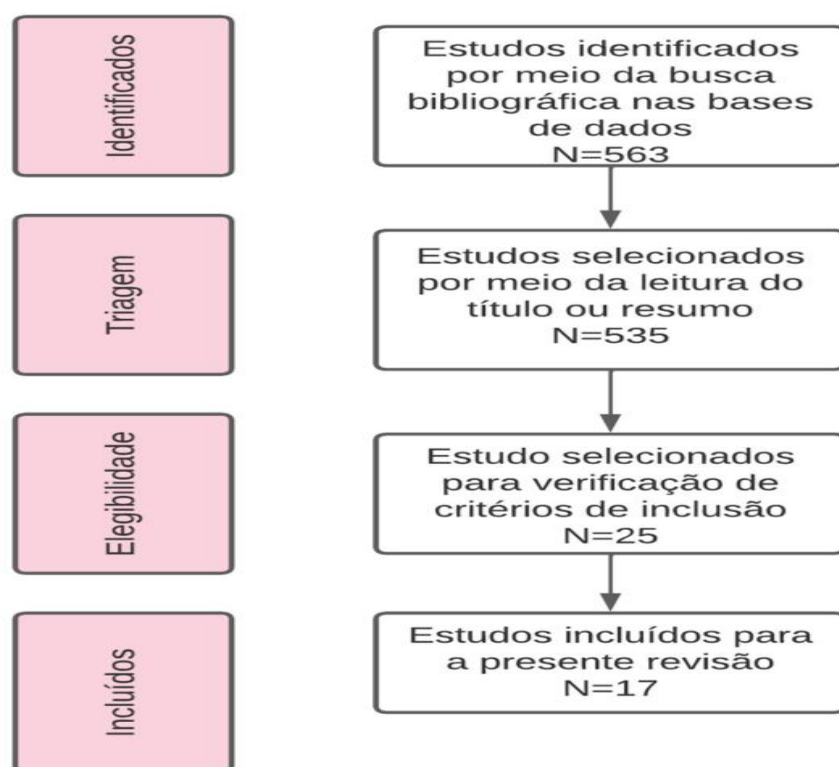 Identificados
Estudos identificados
por meio da busca
bibliográfica nas bases
de dados
N=563
Triagem
Estudos selecionados
por meio da leitura do
título ou resumo
N=535
Elegibilidade
Estudo selecionados
para verificação de
critérios de inclusão
N=25
Incluídos
Estudos incluídos para
a presente revisão
N=17